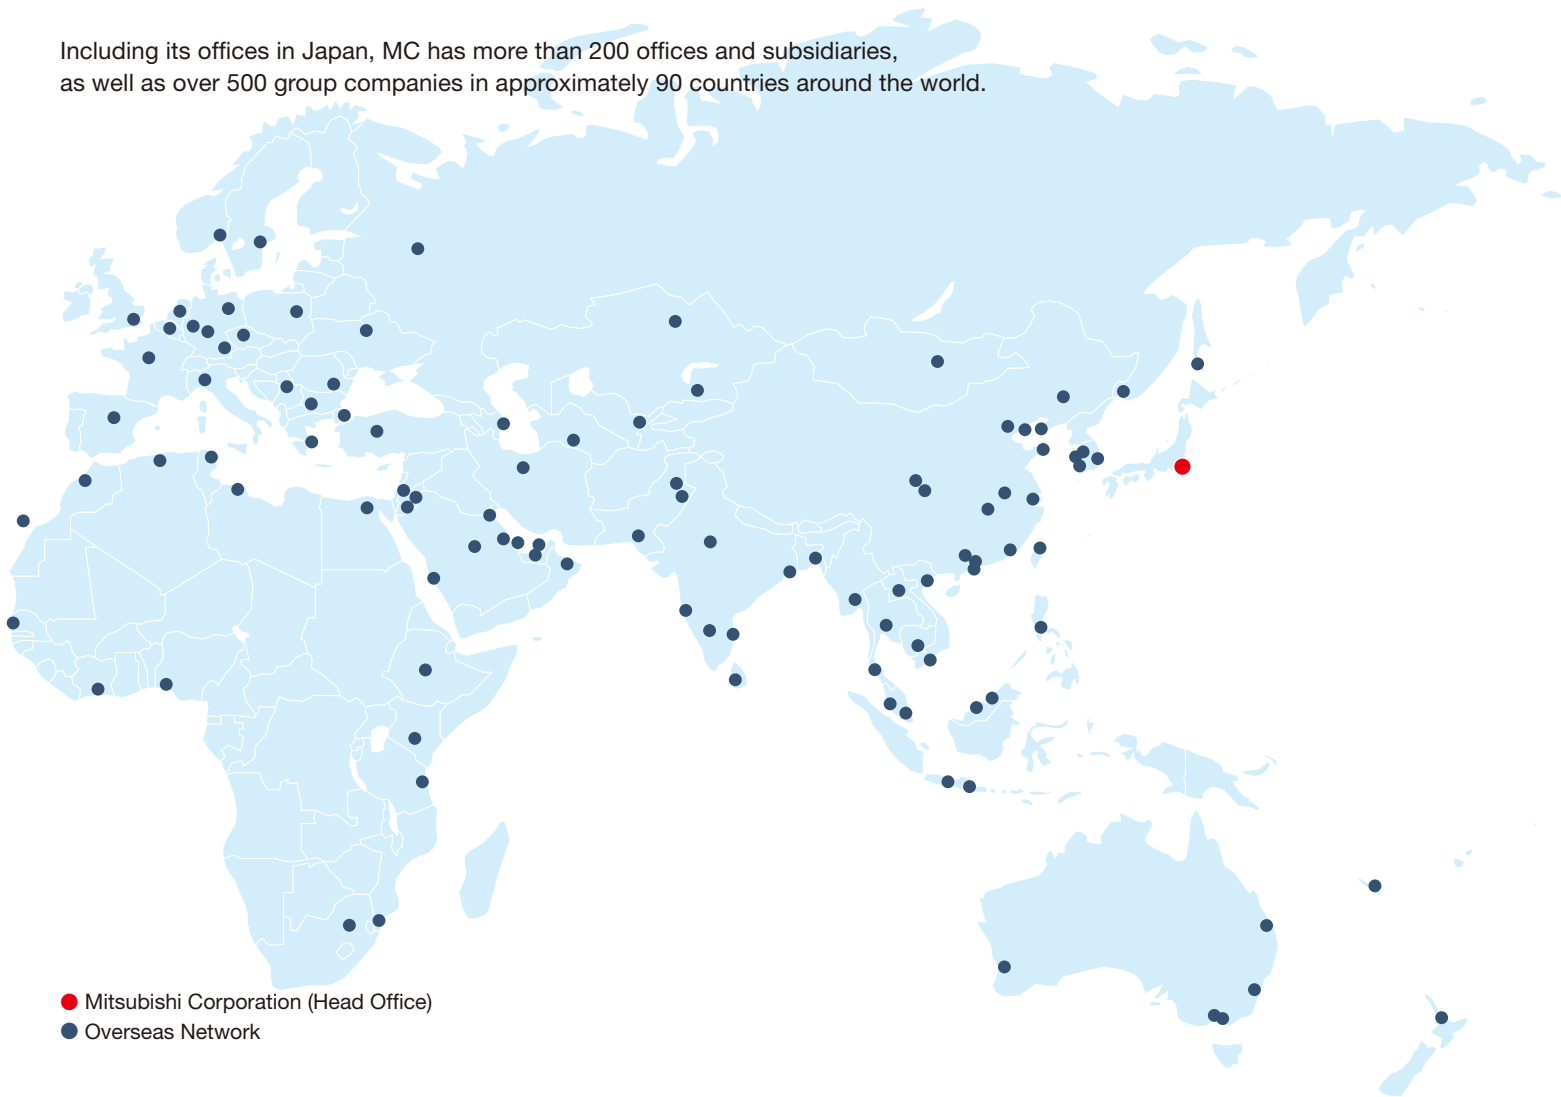 Including its offices in Japan, MC has more than 200 offices and subsidiaries,
as well as over 500 group companies in approximately 90 countries around the world.
Mitsubishi Corporation (Head Office)
Overseas Network